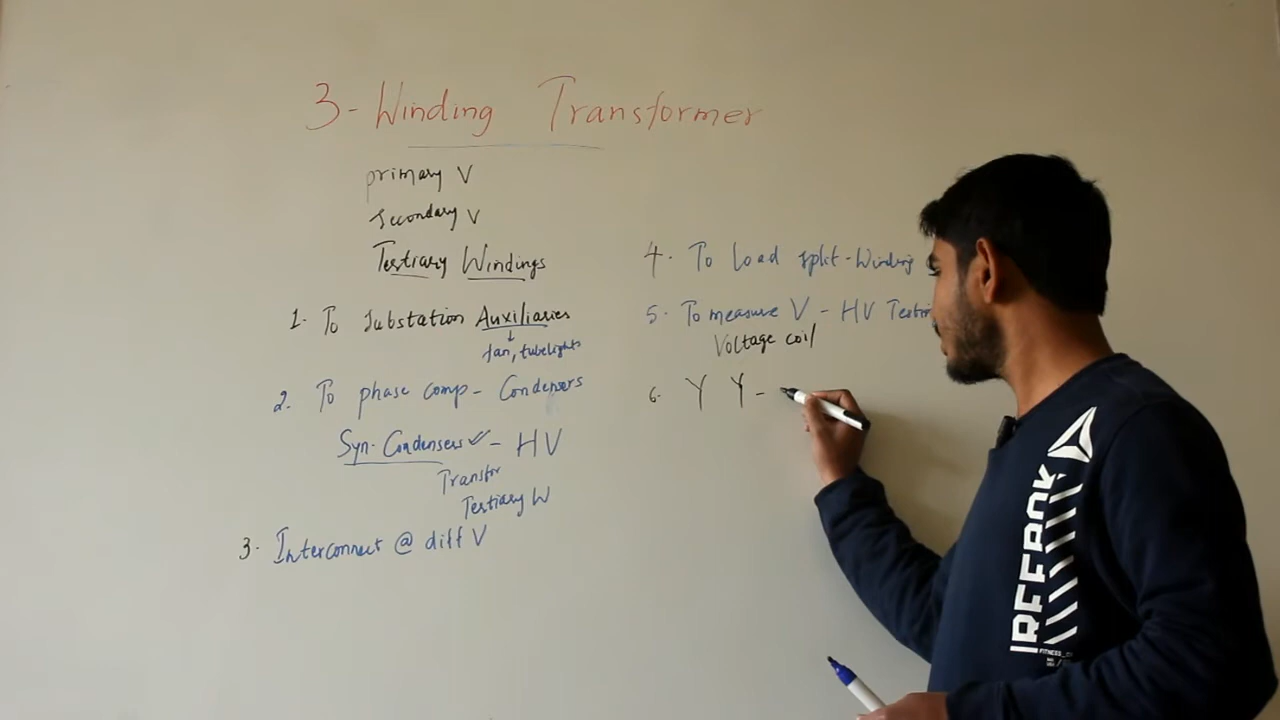 3-Winding Transformer
primary V
Secondary V
Tertiary Windings
1. To Substation Auxiliaries
↓
fan, tubelights
2. To phase comp- Condensers
Syn-Condensers ✓ - HV
Transfor
Tertiary W
3. Interconnect @ diff V
4. To load split-Winding
5. To measure V - HV
Voltage coil
6. Y Y -
REEBOK